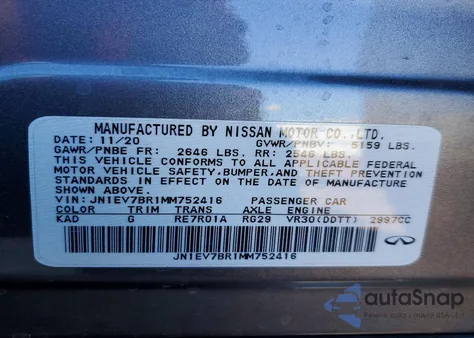 MANUFACTURED BY NISSAN MOTOR CO.,LTD.
DATE: 11/20 GVWR/PNBV: 5159 LBS.
GAWR/PNBE FR: 2646 LBS. RR: 2546 LBS.
THIS VEHICLE CONFORMS TO ALL APPLICABLE FEDERAL
MOTOR VEHICLE SAFETY,BUMPER,AND THEFT PREVENTION
STANDARDS IN EFFECT ON THE DATE OF MANUFACTURE
SHOWN ABOVE.
VIN: JN1EV7BR1MM752416 PASSENGER CAR
COLOR TRIM TRANS AXLE ENGINE
KAD G RE7R01A RG29 VR30(DDTT) 2997CC
JN1EV7BR1MM752416
INFINITI
autoSnap